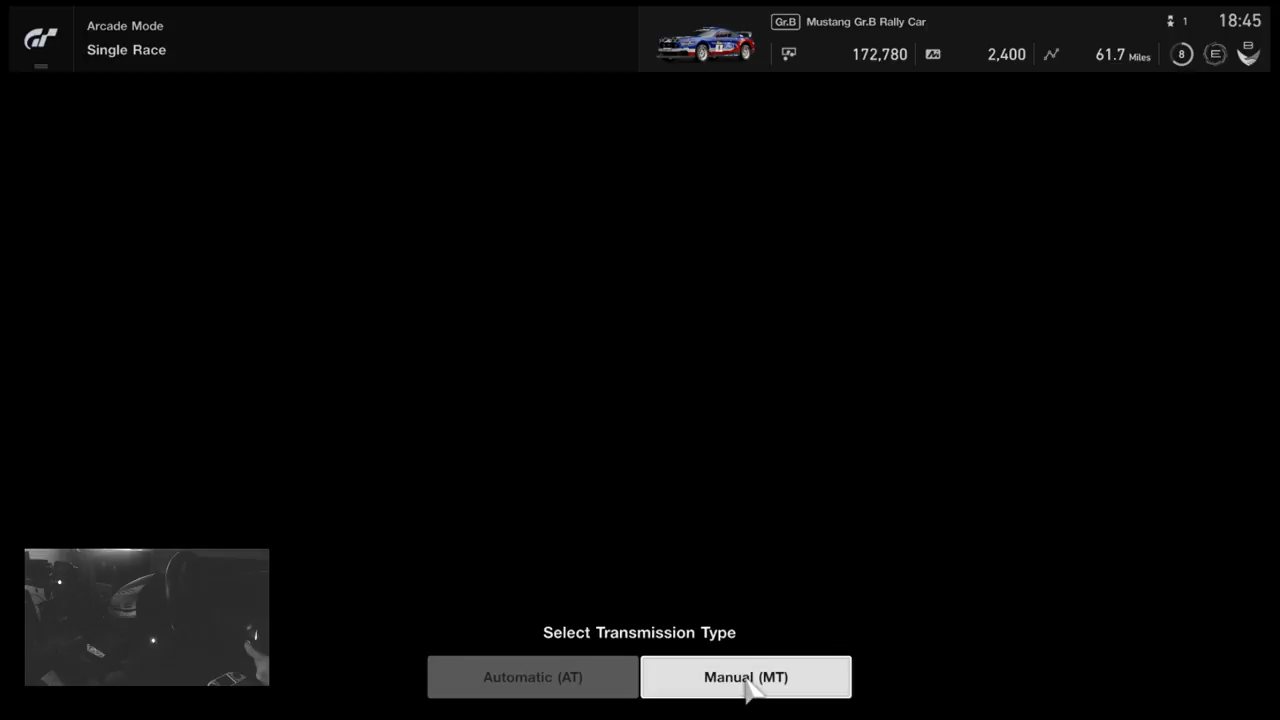 Arcade Mode
Single Race
Gr.B Mustang Gr.B Rally Car
1 18:45
172,780 2,400 61.7 Miles 8 E B
Select Transmission Type
Automatic (AT) Manual (MT)